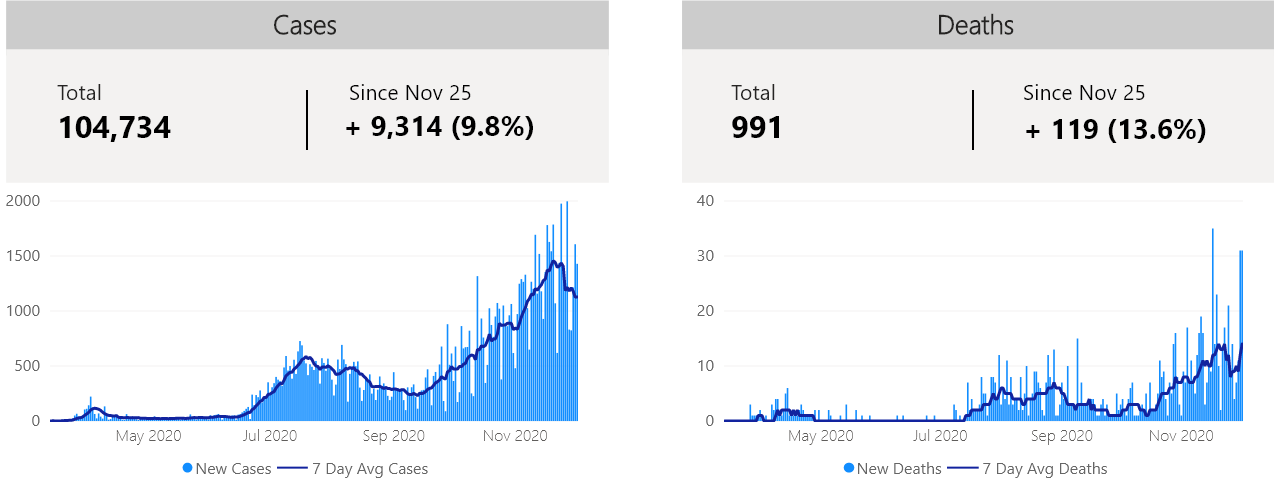 Cases
Total
104,734
Since Nov 25
+ 9,314 (9.8%)
2000
1500
1000
500
0
May 2020
Jul 2020
Sep 2020
Nov 2020
New Cases
7 Day Avg Cases
Deaths
Total
991
Since Nov 25
+ 119 (13.6%)
40
30
20
10
0
May 2020
Jul 2020
Sep 2020
Nov 2020
New Deaths
7 Day Avg Deaths